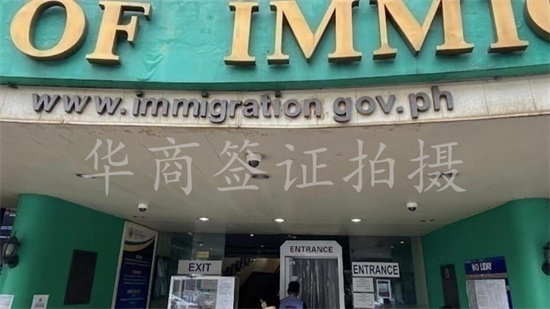 OF IMMIG
www.immigration.gov.ph
华商签证拍摄
ENTRANCE
EXIT
ENTRANCE